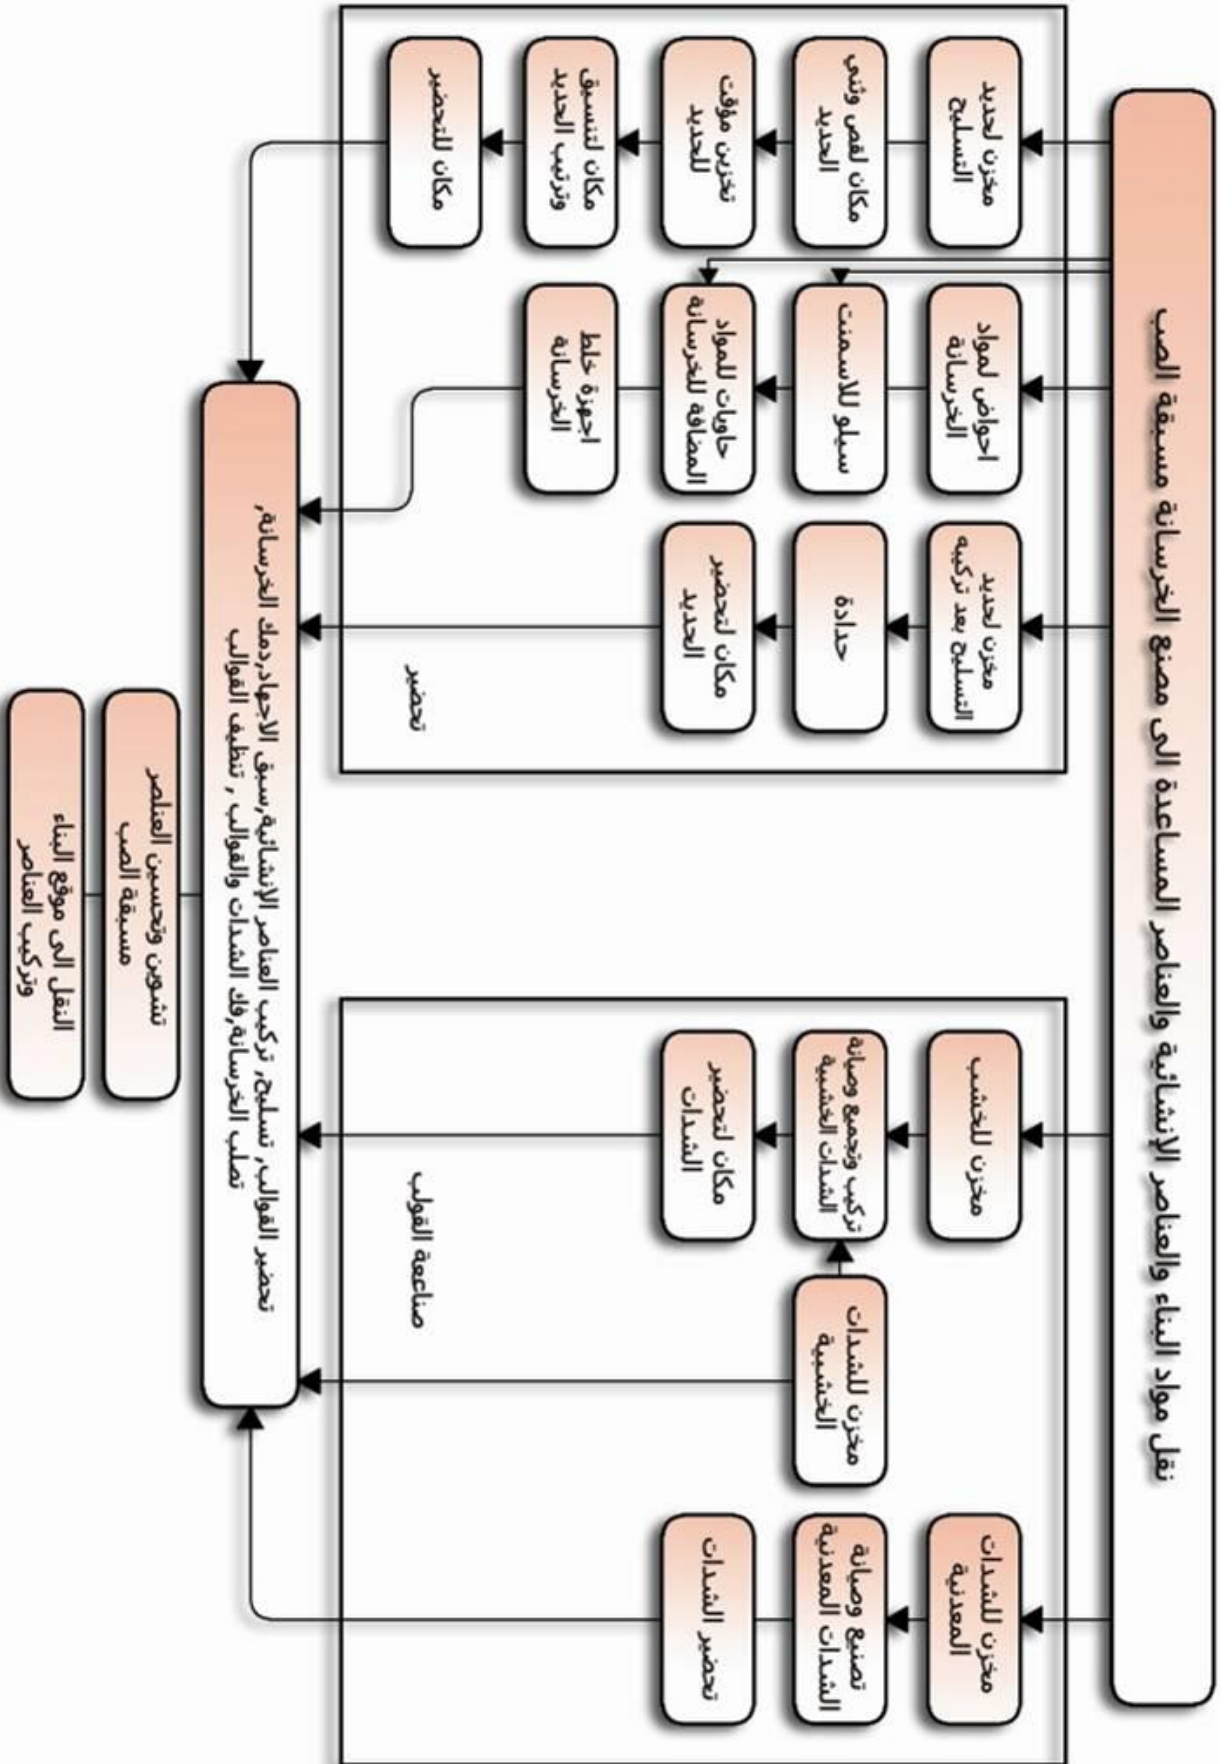 نقل مواد البناء والعناصر الإنشائية والعناصر المساعدة الى مصنع الخرسانة مسبقة الصب
مخزن لحديد
التسليح
مكان لقص وثني
الحديد
تخزين مؤقت
للحديد
مكان لتنسيق
وترتيب الحديد
مكان للتحضير
احواض لمواد
الخرسانة
سيلو للاسمنت
حاويات للمواد
المضافة للخرسانة
اجهزة خلط
الخرسانة
مخزن لحديد
التسليح بعد تركيبه
حدادة
مكان لتحضير
الحديد
تحضير
مخزن للخشب
تركيب وتجميع وصيانة
الشدات الخشبية
مكان لتحضير
الشدات
مخزن للشدات
الخشبية
مخزن للشدات
المعدنية
تصنيع وصيانة
الشدات المعدنية
تحضير الشدات
صناععة القولب
تحضير القوالب, تسليح, تركيب العناصر الإنشائية,سبق الاجهاد,دمك الخرسانة,
تصلب الخرسانة,فك الشدات والقوالب , تنظيف القوالب
تشوين وتحسين العنلصر
مسبقة الصب
النقل الى موقع البناء
وتركيب العناصر